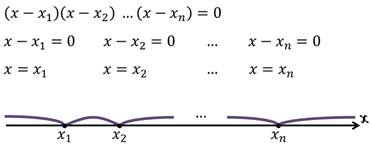 (x − x₁)(x − x₂) …(x − xₙ) = 0
x − x₁ = 0 x − x₂ = 0 … x − xₙ = 0
x = x₁ x = x₂ … x = xₙ
… x
x₁ x₂ xₙ